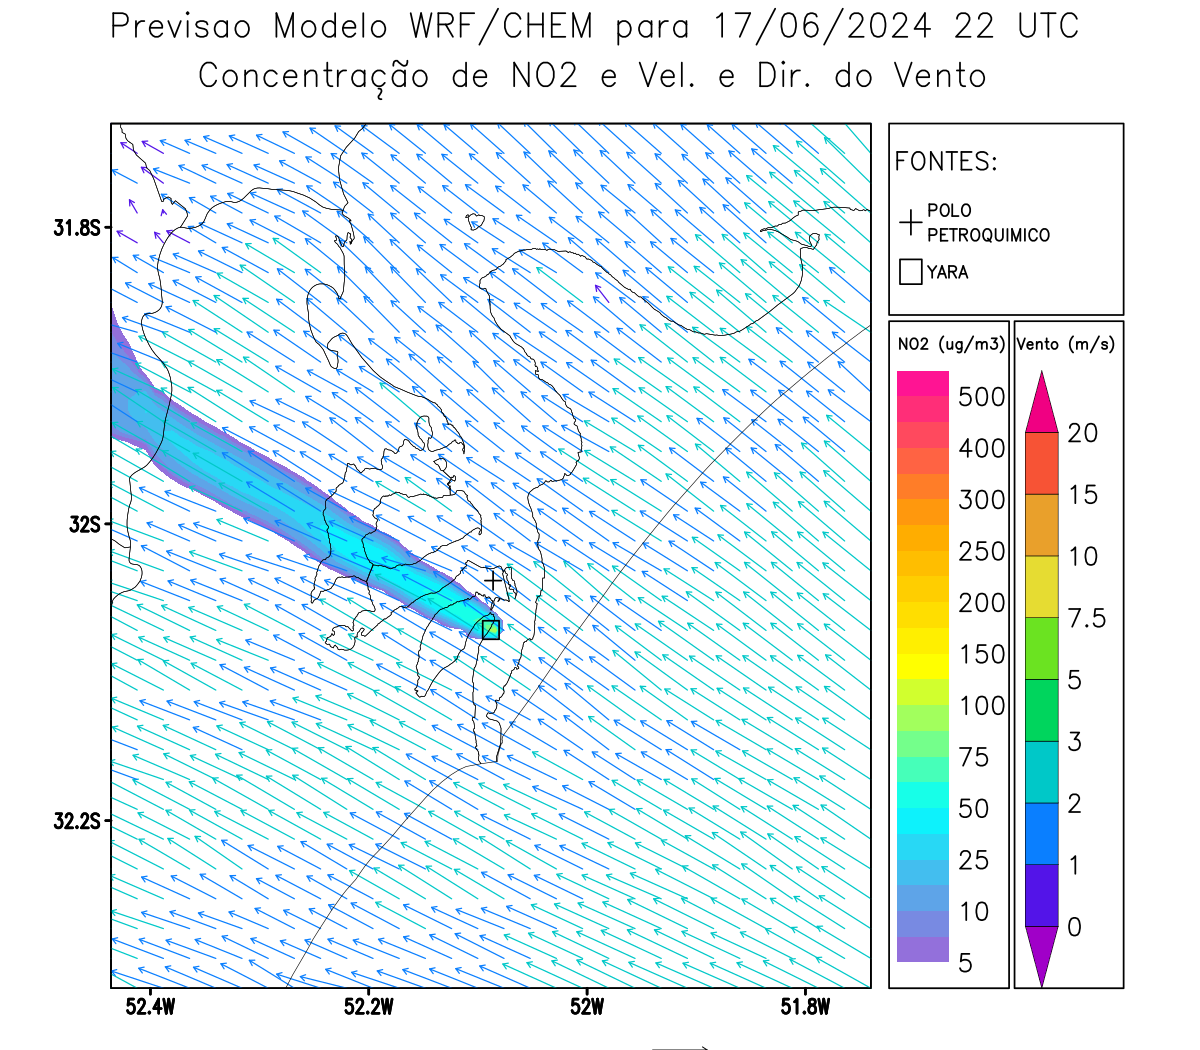 Previsao Modelo WRF/CHEM para 17/06/2024 22 UTC
Concentração de NO2 e Vel. e Dir. do Vento
FONTES:
POLO
PETROQUIMICO
YARA
NO2 (ug/m3)
500
400
300
250
200
150
100
75
50
25
10
5
Vento (m/s)
20
15
10
7.5
5
3
2
1
0
31.8S
32S
32.2S
52.4W
52.2W
52W
51.8W